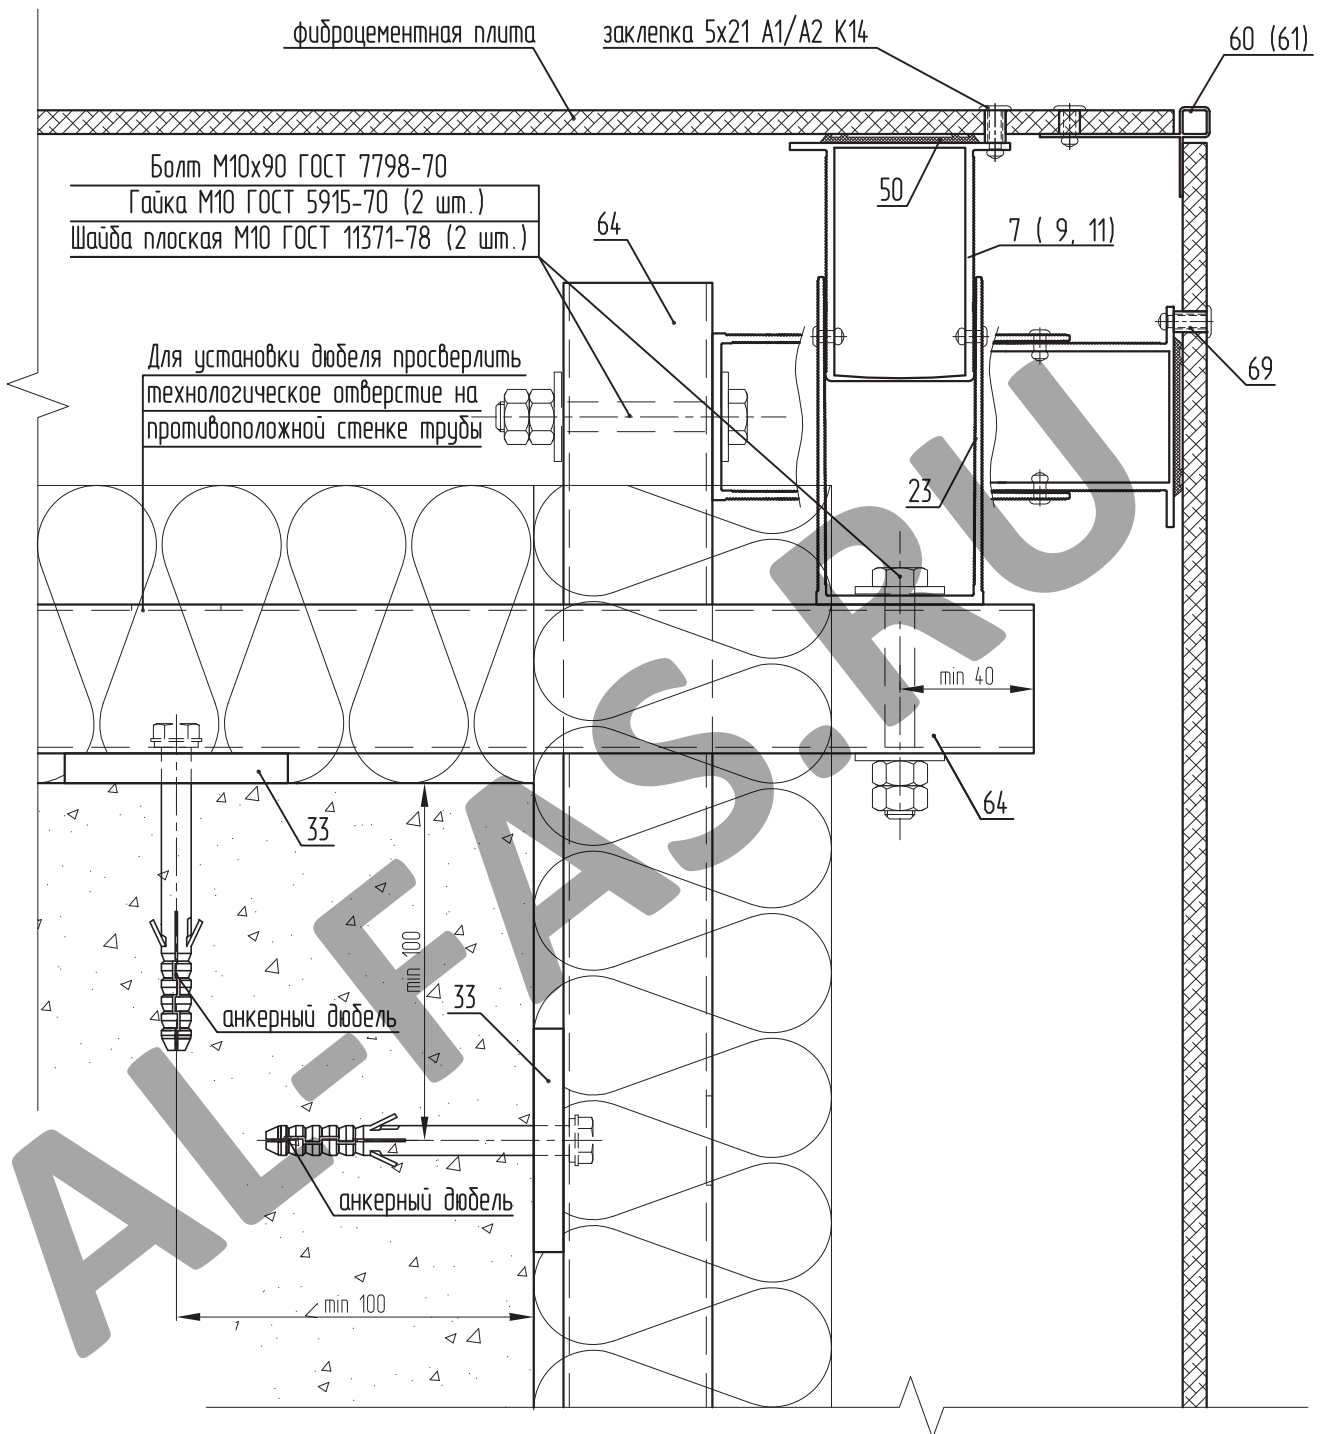 фиброцементная плита
заклепка 5х21 А1/А2 К14
60 (61)
Болт М10х90 ГОСТ 7798-70
Гайка М10 ГОСТ 5915-70 (2 шт.)
Шайба плоская М10 ГОСТ 11371-78 (2 шт.)
64
50
7 ( 9, 11)
Для установки дюбеля просверлить
технологическое отверстие на
противоположной стенке трубы
69
23
min 40
64
33
min 100
33
анкерный дюбель
анкерный дюбель
min 100
AL-FAS.RU